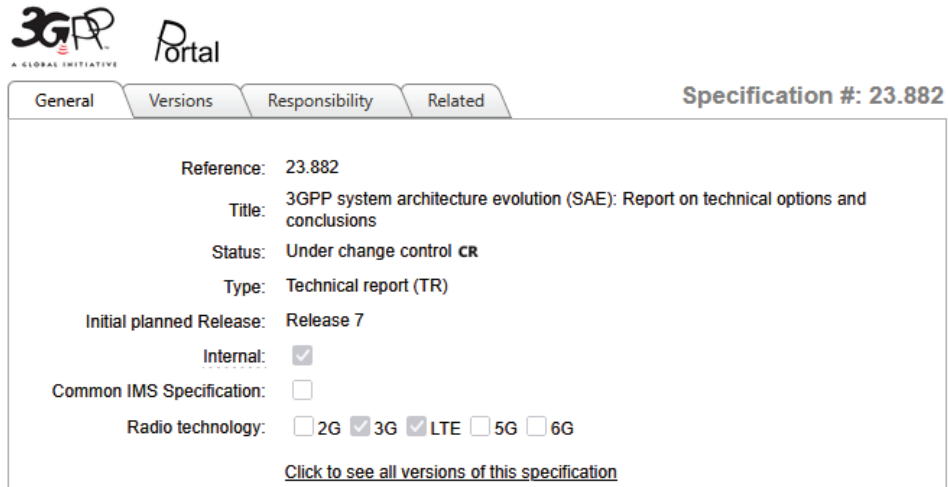 3GPP
A GLOBAL INITIATIVE
Portal
General Versions Responsibility Related
Specification #: 23.882
Reference: 23.882
Title: 3GPP system architecture evolution (SAE): Report on technical options and
conclusions
Status: Under change control CR
Type: Technical report (TR)
Initial planned Release: Release 7
Internal:
Common IMS Specification:
Radio technology: 2G 3G LTE 5G 6G
Click to see all versions of this specification